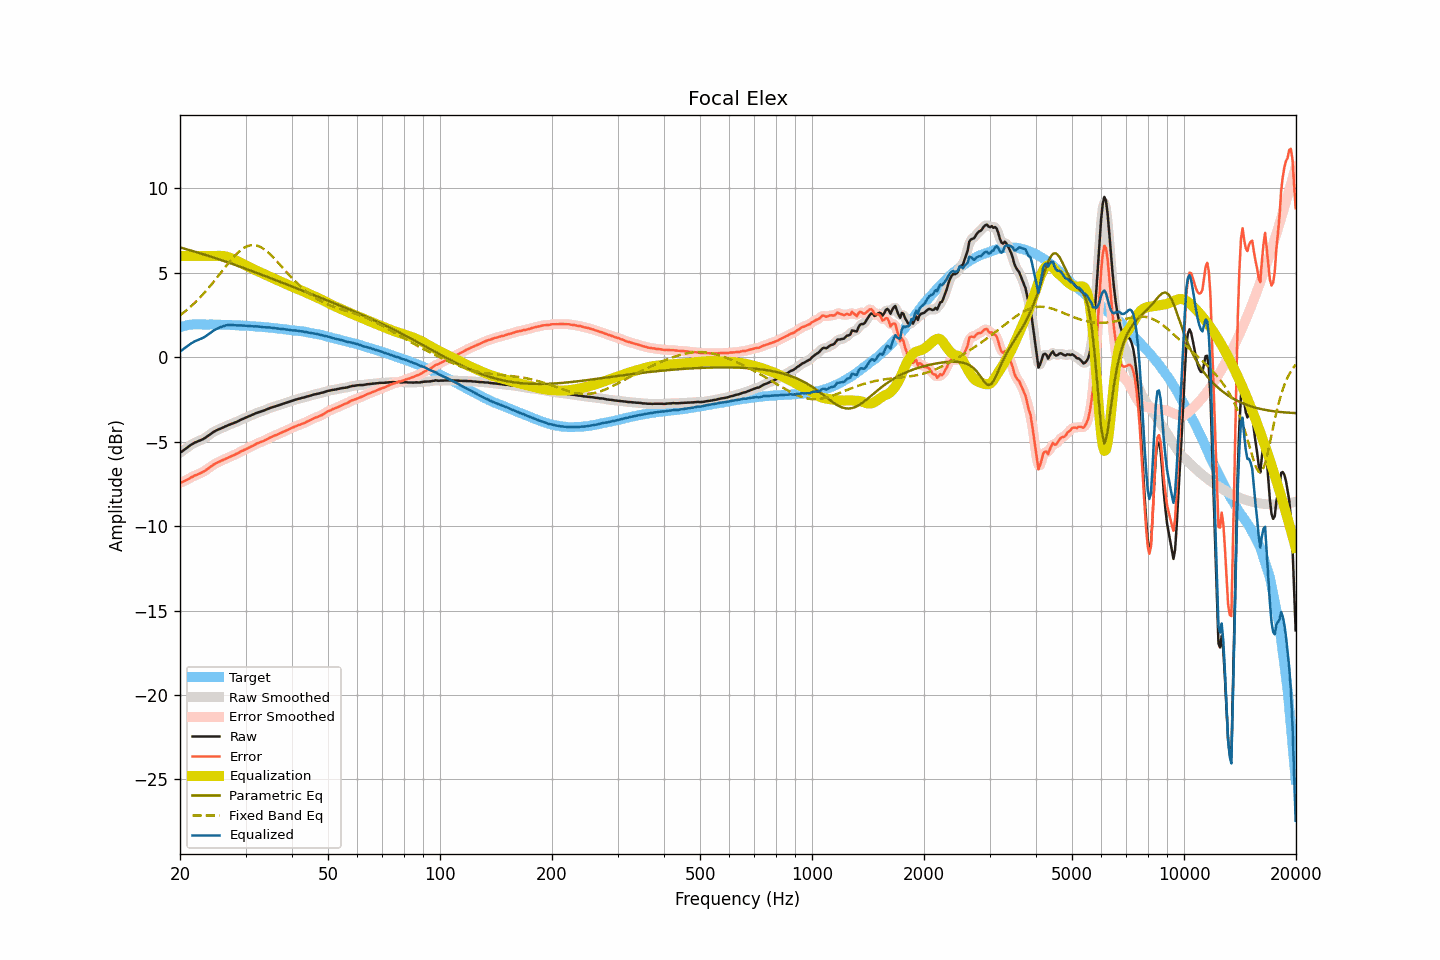 Focal Elex
Amplitude (dBr)
10
5
0
−5
−10
−15
−20
−25
Target
Raw Smoothed
Error Smoothed
Raw
Error
Equalization
Parametric Eq
Fixed Band Eq
Equalized
20 50 100 200 500 1000 2000 5000 10000 20000
Frequency (Hz)